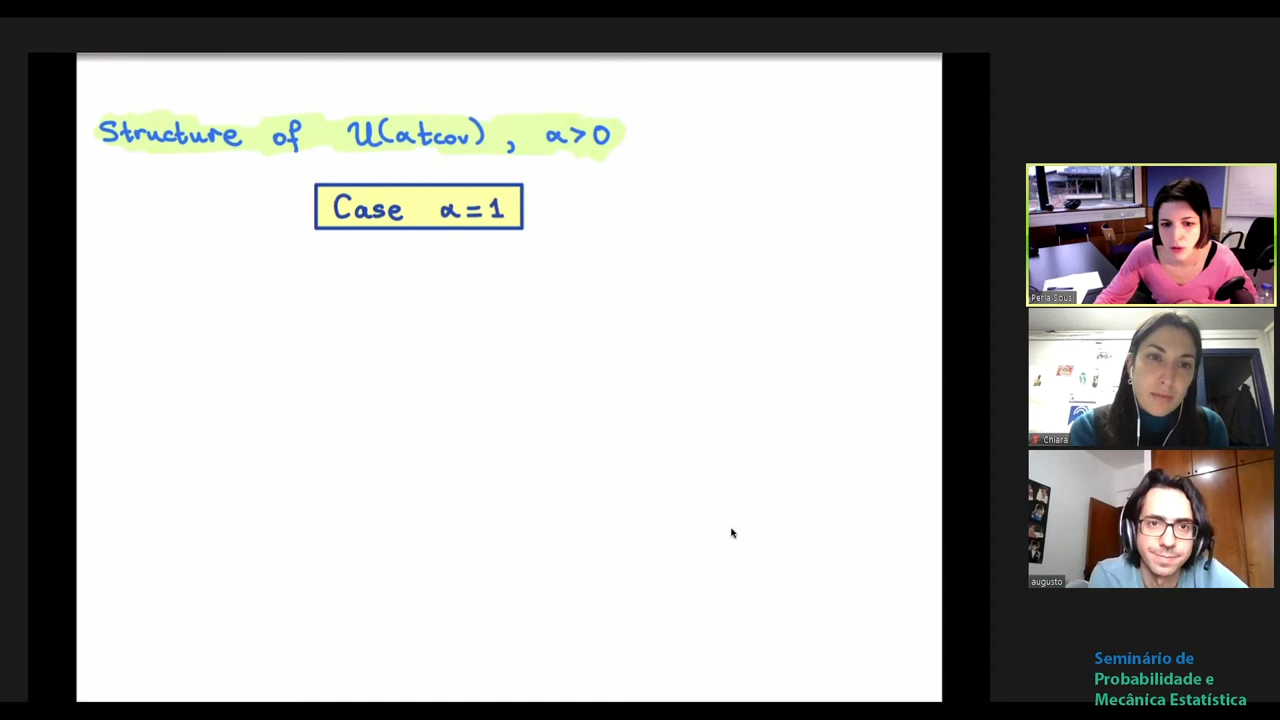 Structure of U(αtcov), α>0
Case α=1
Perla Sousi
Chiara
augusto
Seminário de
Probabilidade e
Mecânica Estatística